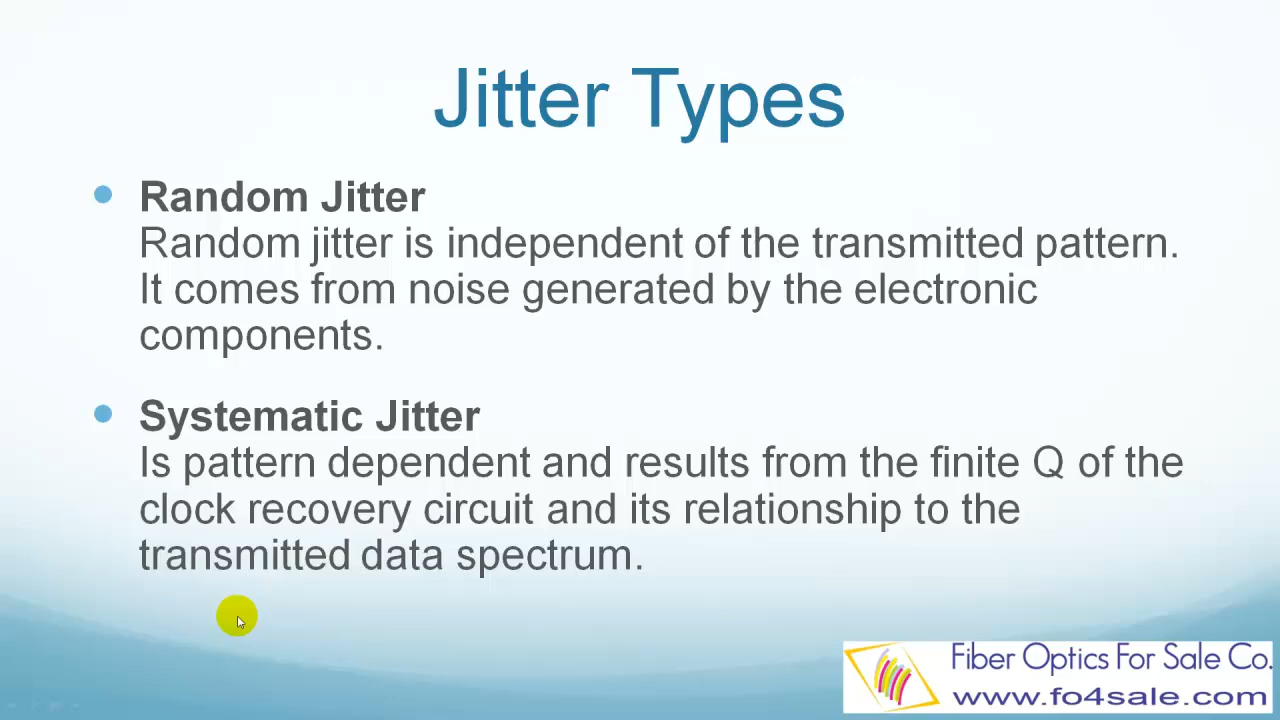 Jitter Types
Random Jitter
Random jitter is independent of the transmitted pattern.
It comes from noise generated by the electronic
components.
Systematic Jitter
Is pattern dependent and results from the finite Q of the
clock recovery circuit and its relationship to the
transmitted data spectrum.
Fiber Optics For Sale Co.
www.fo4sale.com